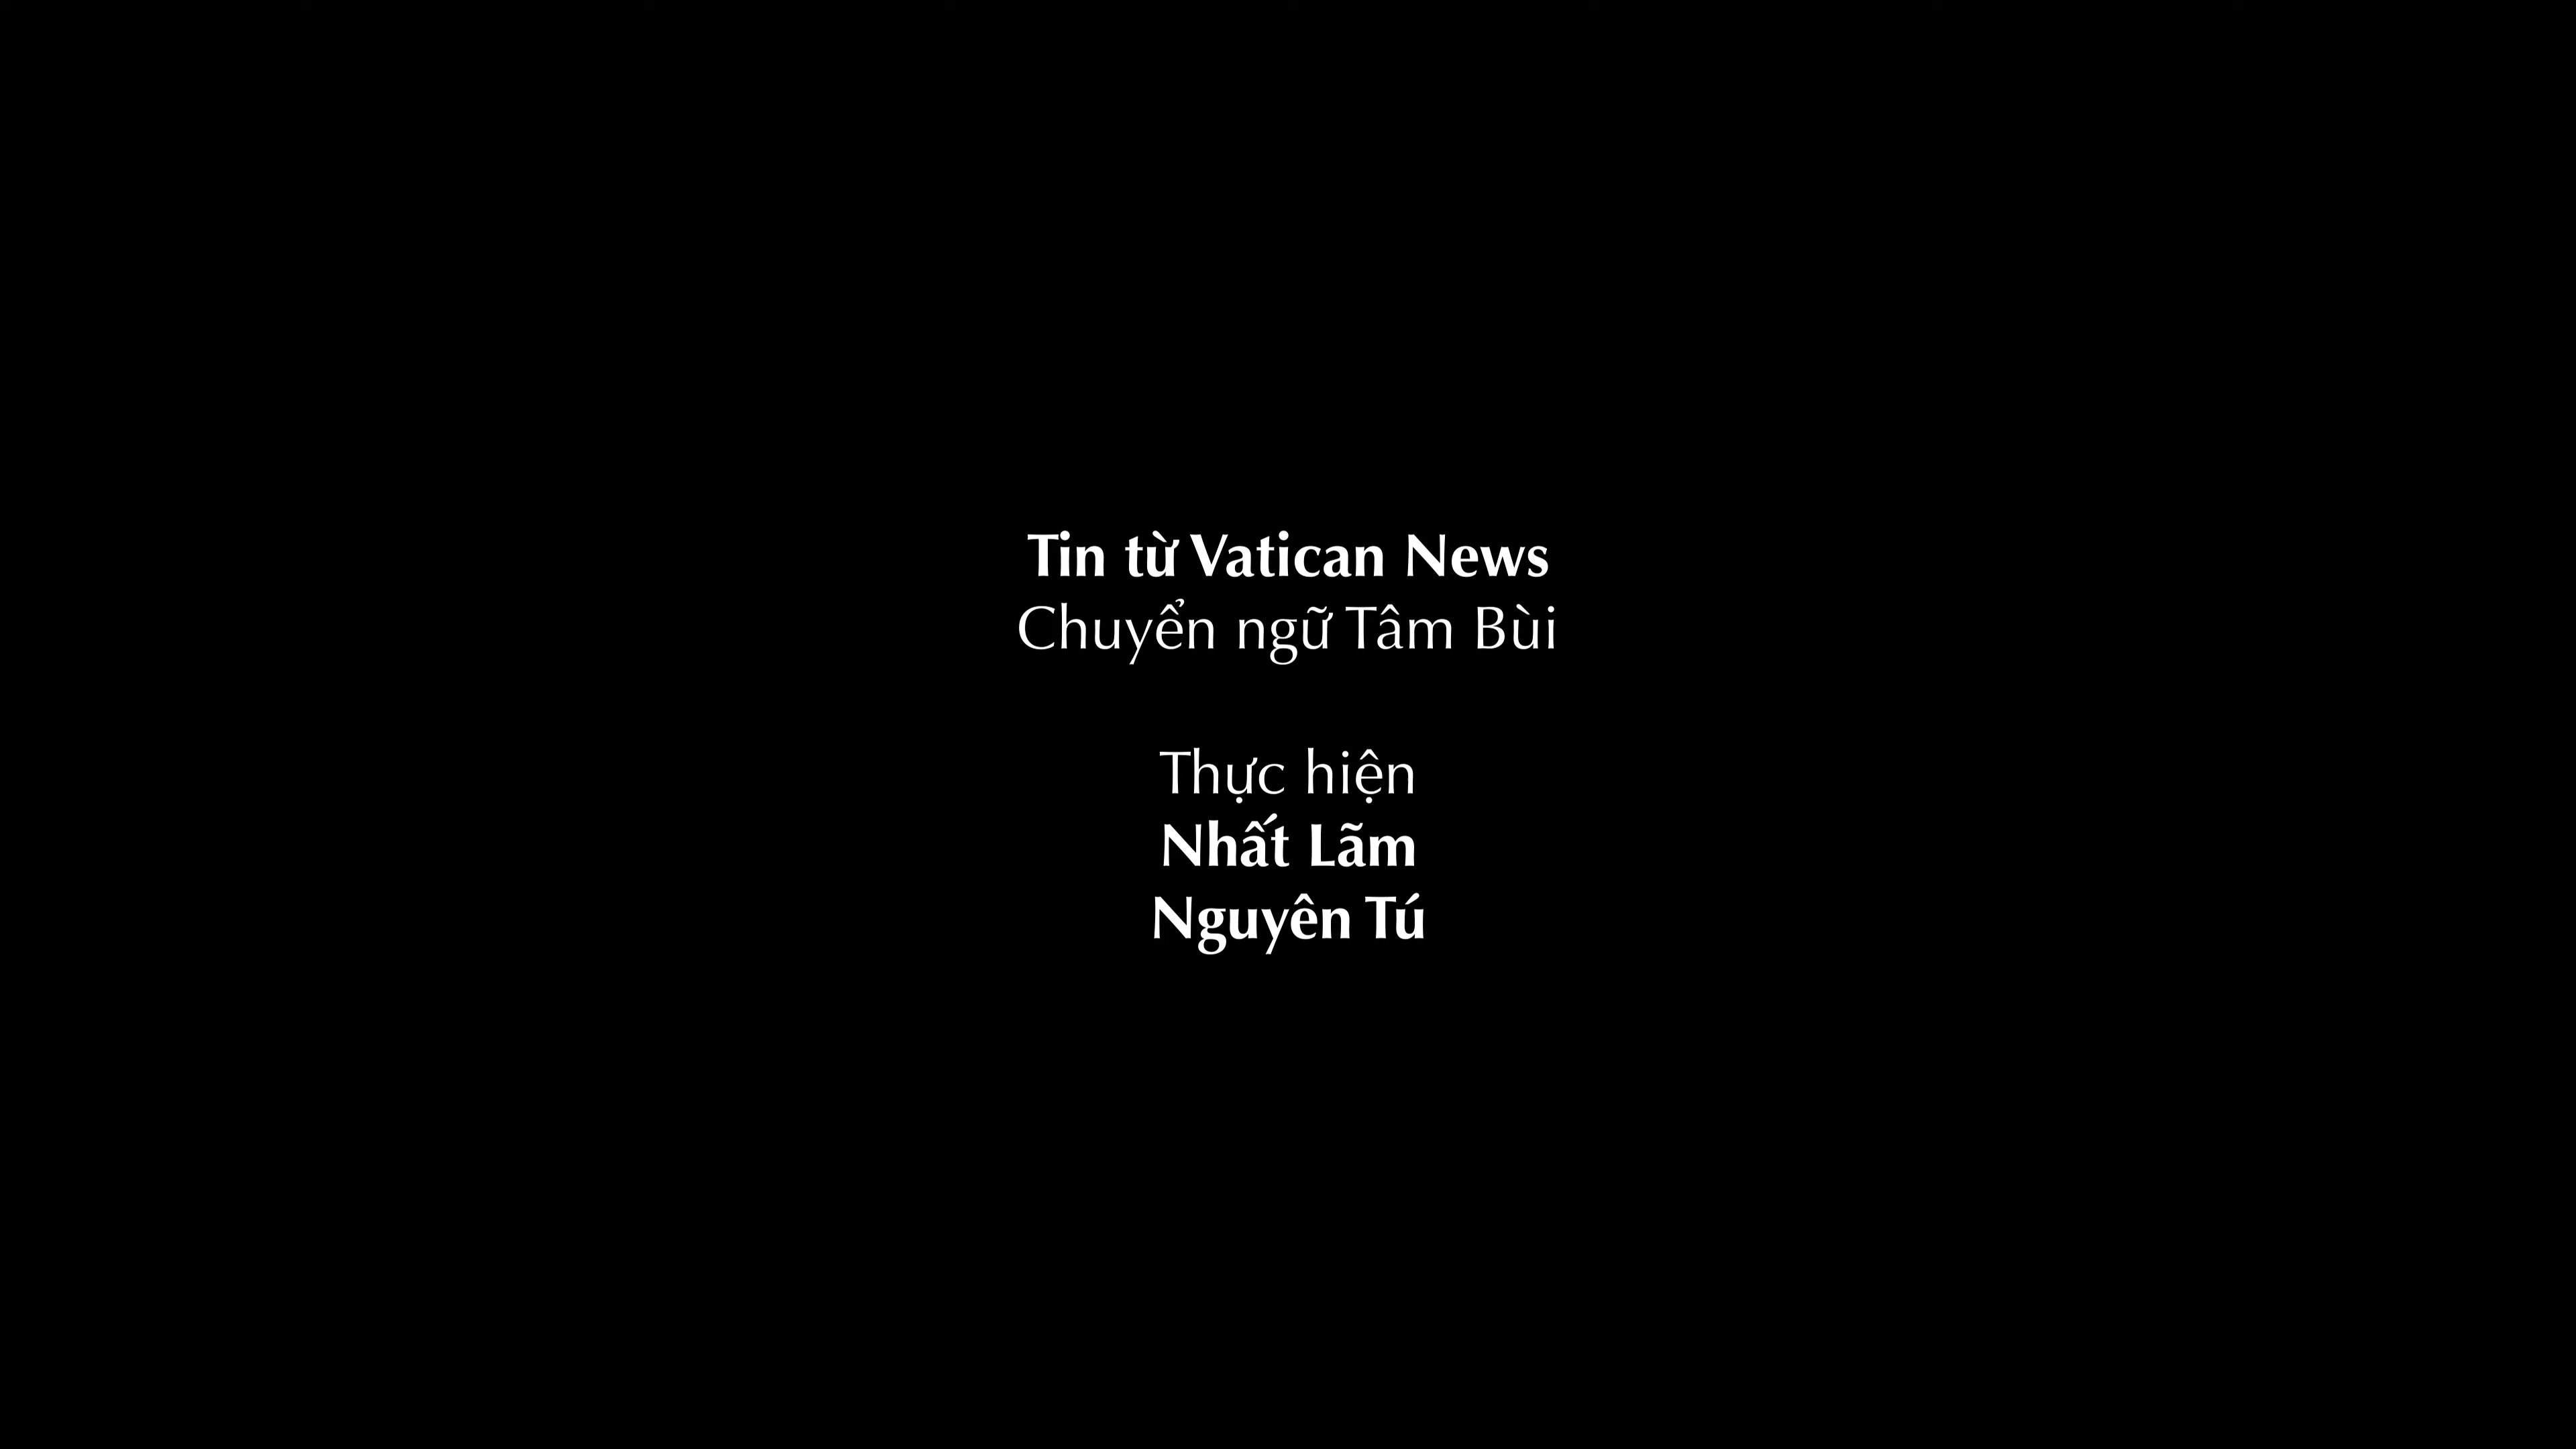 Tin từ Vatican News
Chuyển ngữ Tâm Bùi
Thực hiện
Nhất Lãm
Nguyên Tú